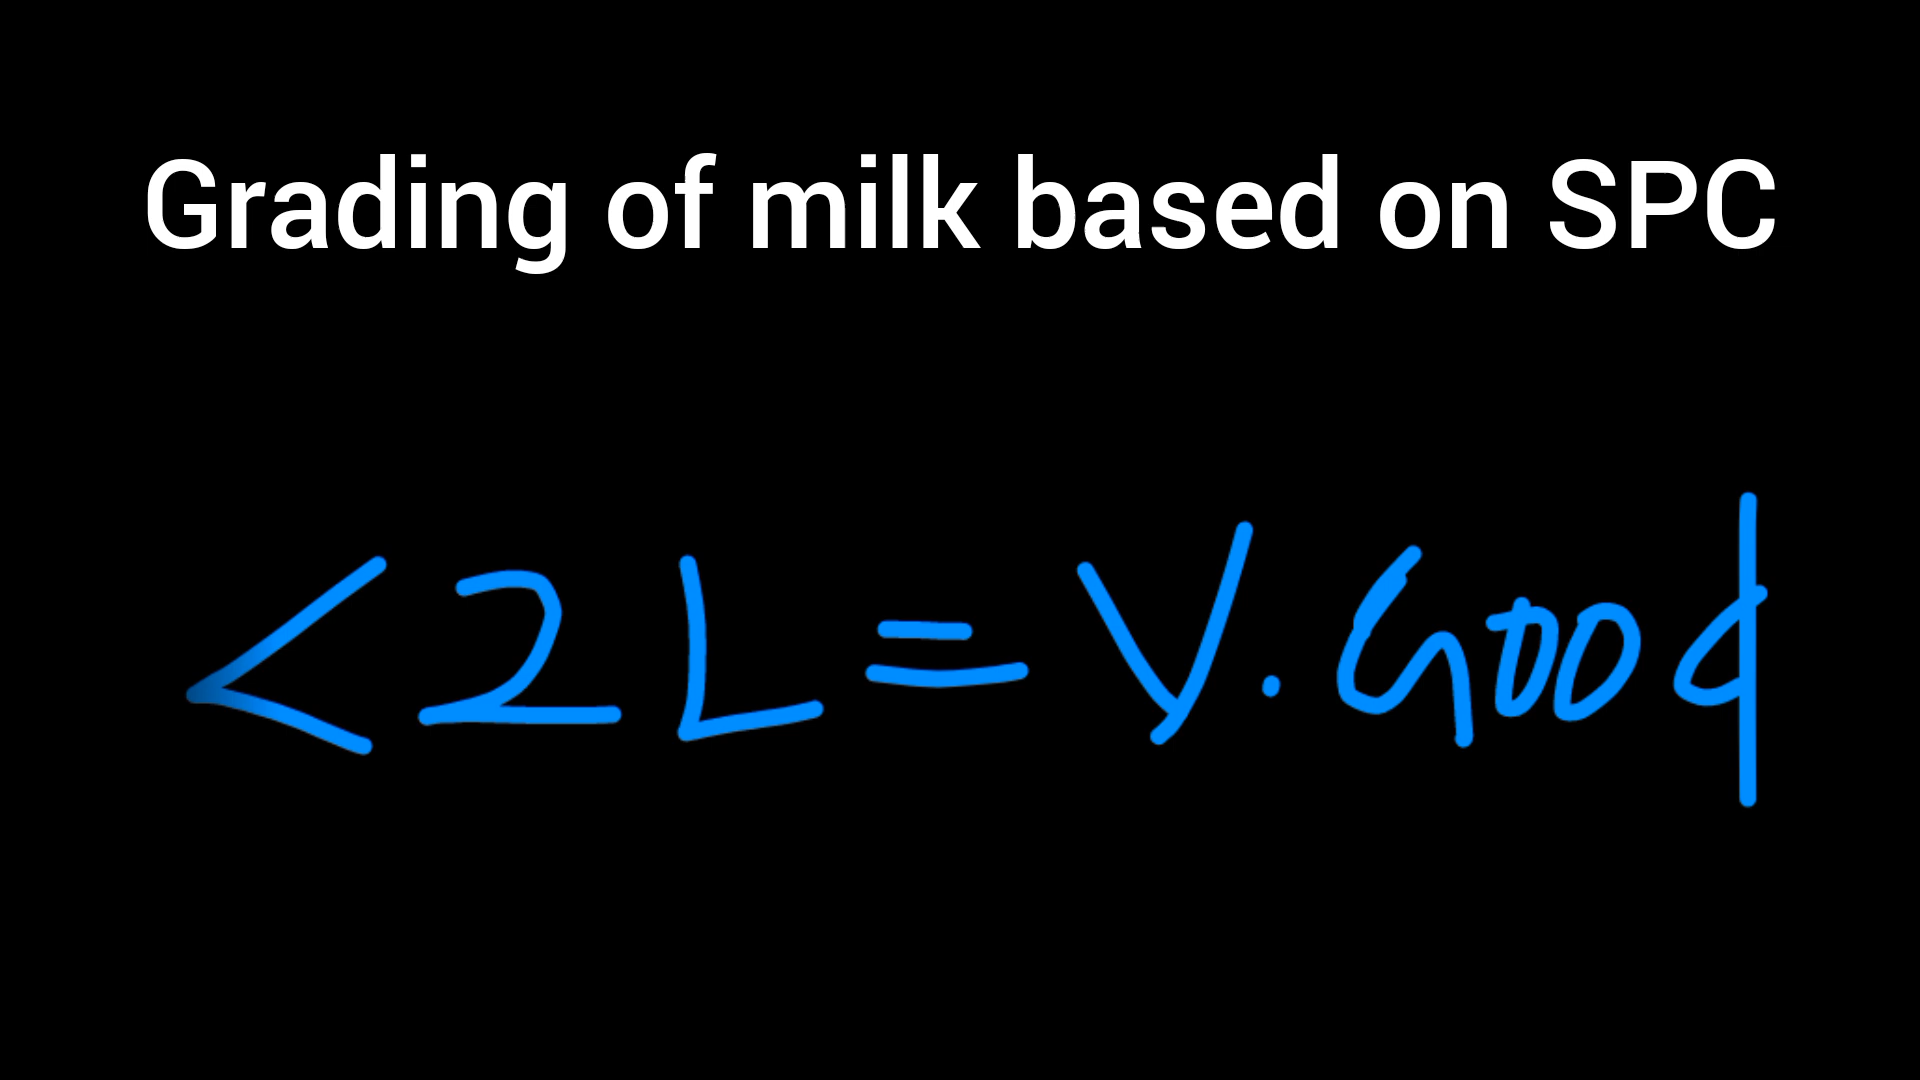 Grading of milk based on SPC
<2L = V. Good